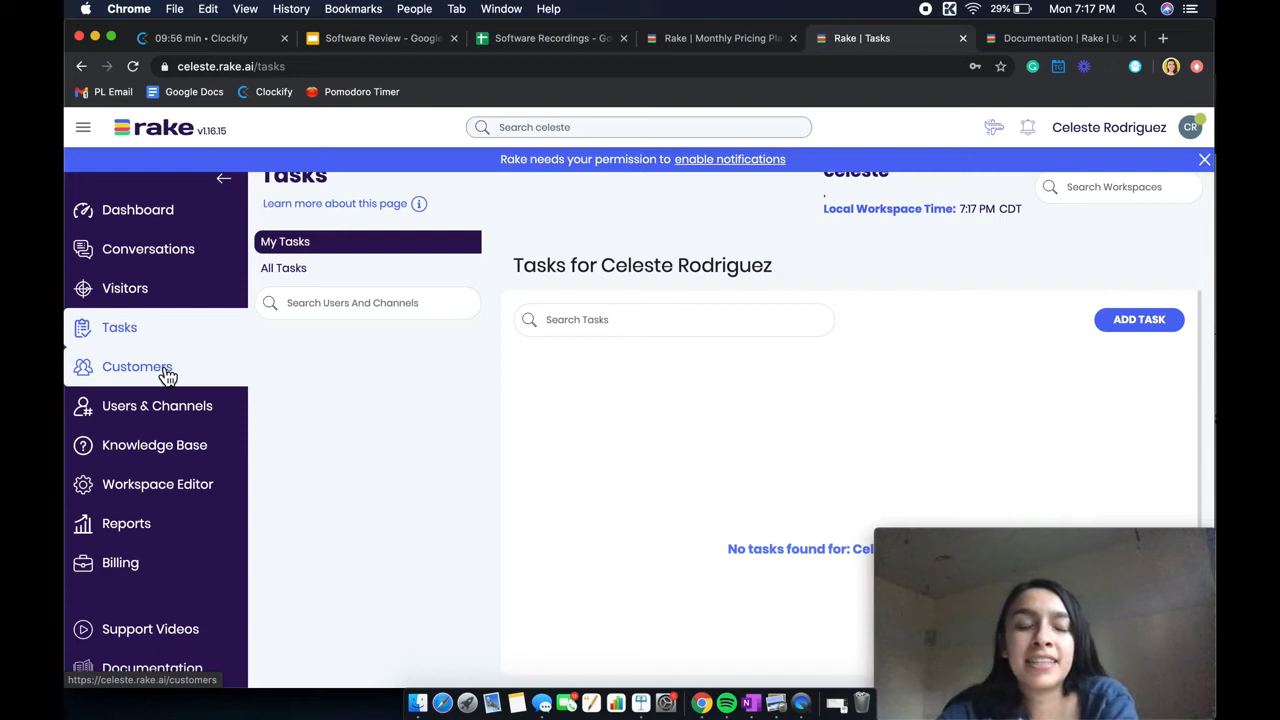 Chrome File Edit View History Bookmarks People Tab Window Help 29% Mon 7:17 PM
09:56 min • Clockify Software Review - Google Software Recordings - Go Rake | Monthly Pricing Pla Rake | Tasks Documentation | Rake | U
celeste.rake.ai/tasks
PL Email Google Docs Clockify Pomodoro Timer
rake v1.16.15 Search celeste Celeste Rodriguez CR
Rake needs your permission to enable notifications
Tasks
celeste
Search Workspaces
Learn more about this page
,
Local Workspace Time: 7:17 PM CDT
Dashboard
Conversations
Visitors
Tasks
Customers
Users & Channels
Knowledge Base
Workspace Editor
Reports
Billing
Support Videos
Documentation
https://celeste.rake.ai/customers
My Tasks
All Tasks
Search Users And Channels
Tasks for Celeste Rodriguez
Search Tasks
ADD TASK
No tasks found for: Cel